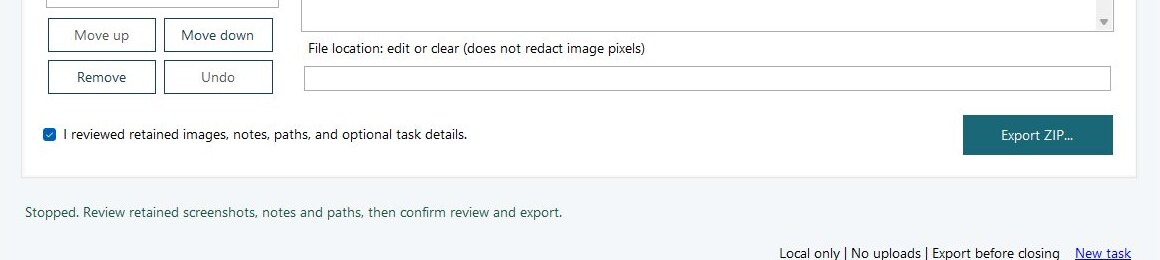 Move up Move down
File location: edit or clear (does not redact image pixels)
Remove Undo
I reviewed retained images, notes, paths, and optional task details.
Export ZIP...
Stopped. Review retained screenshots, notes and paths, then confirm review and export.
Local only | No uploads | Export before closing New task